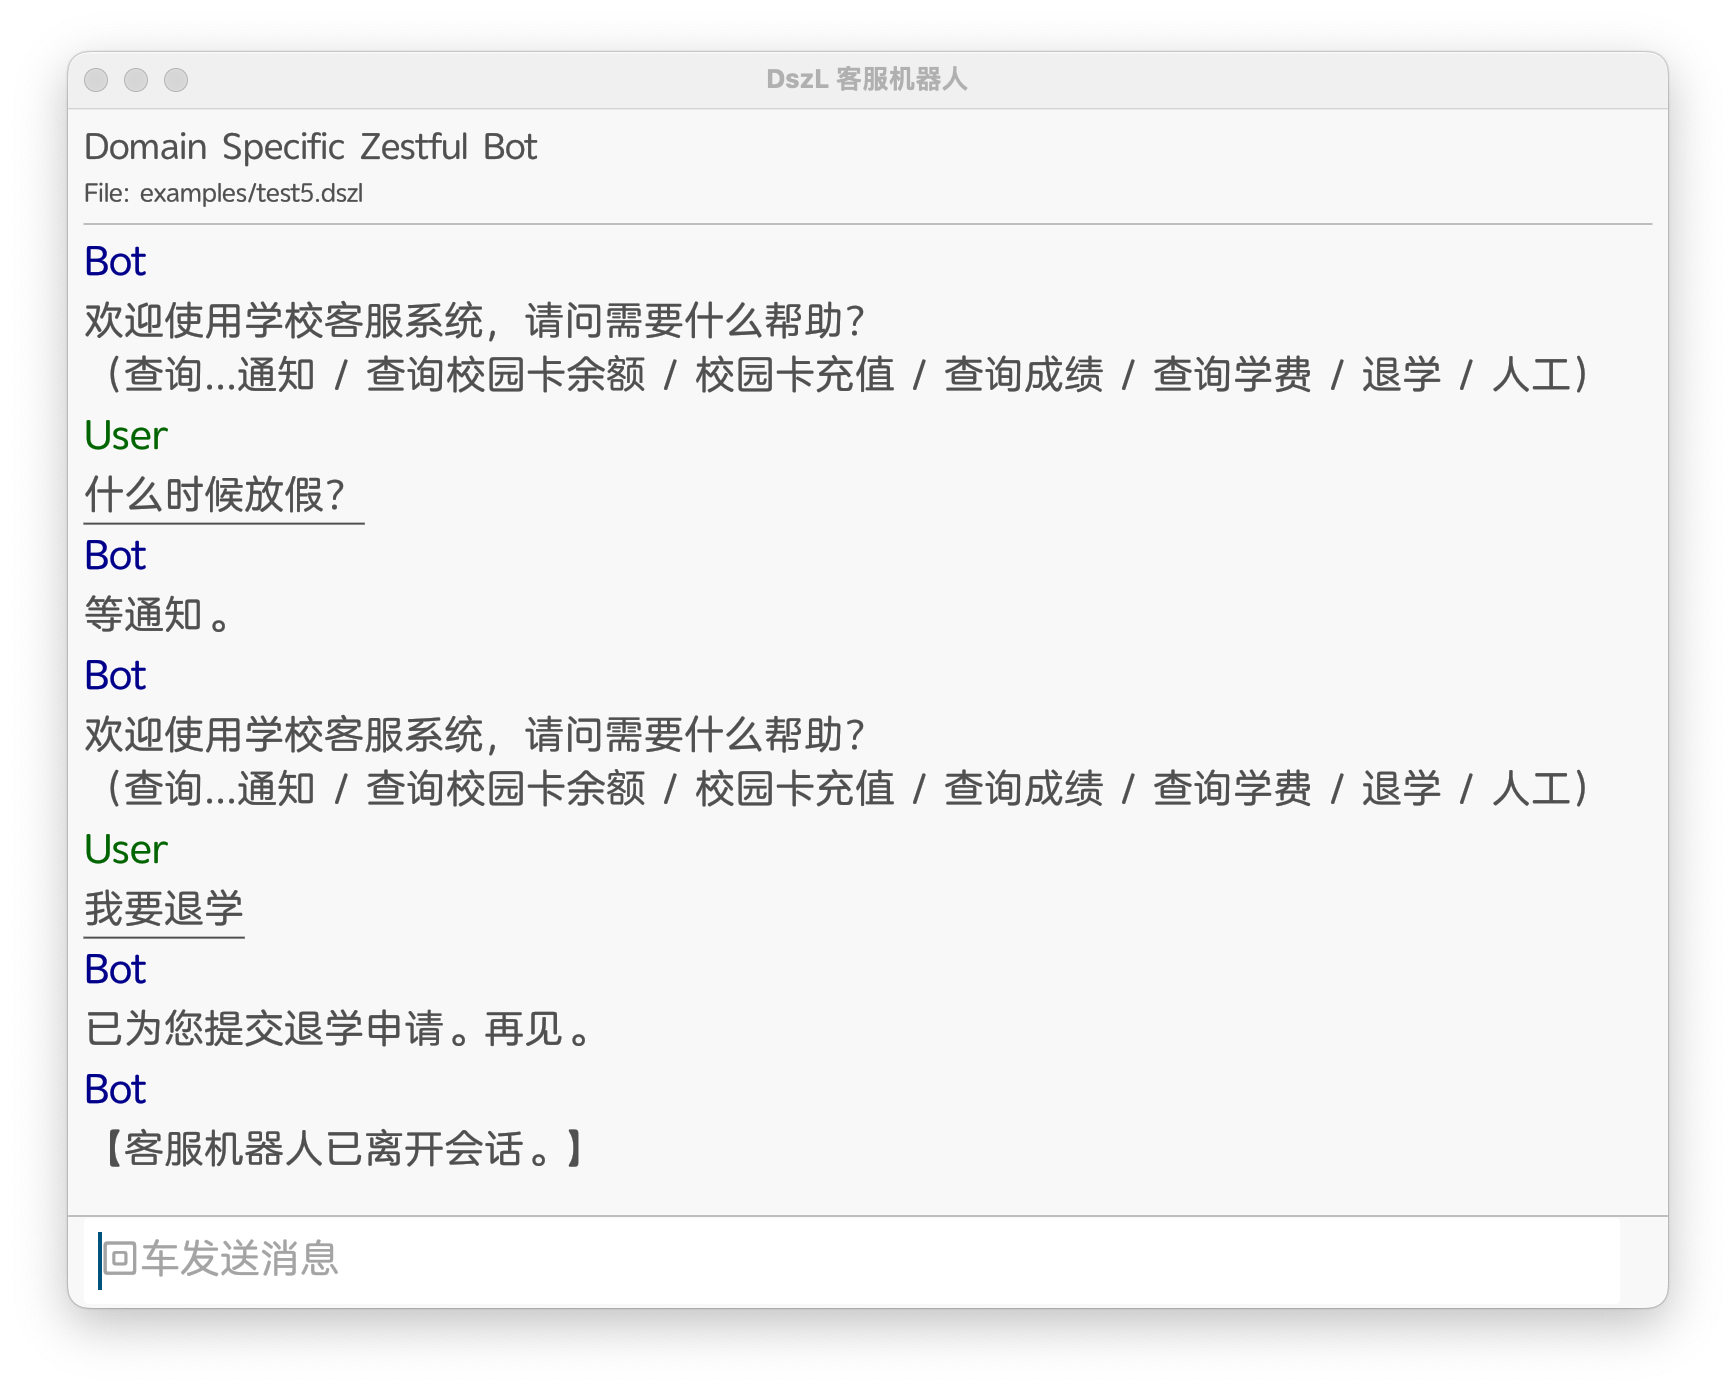 DszL 客服机器人
Domain Specific Zestful Bot
File: examples/test5.dszl
Bot
欢迎使用学校客服系统，请问需要什么帮助？
（查询...通知 / 查询校园卡余额 / 校园卡充值 / 查询成绩 / 查询学费 / 退学 / 人工）
User
什么时候放假？
Bot
等通知。
Bot
欢迎使用学校客服系统，请问需要什么帮助？
（查询...通知 / 查询校园卡余额 / 校园卡充值 / 查询成绩 / 查询学费 / 退学 / 人工）
User
我要退学
Bot
已为您提交退学申请。再见。
Bot
【客服机器人已离开会话。】
回车发送消息